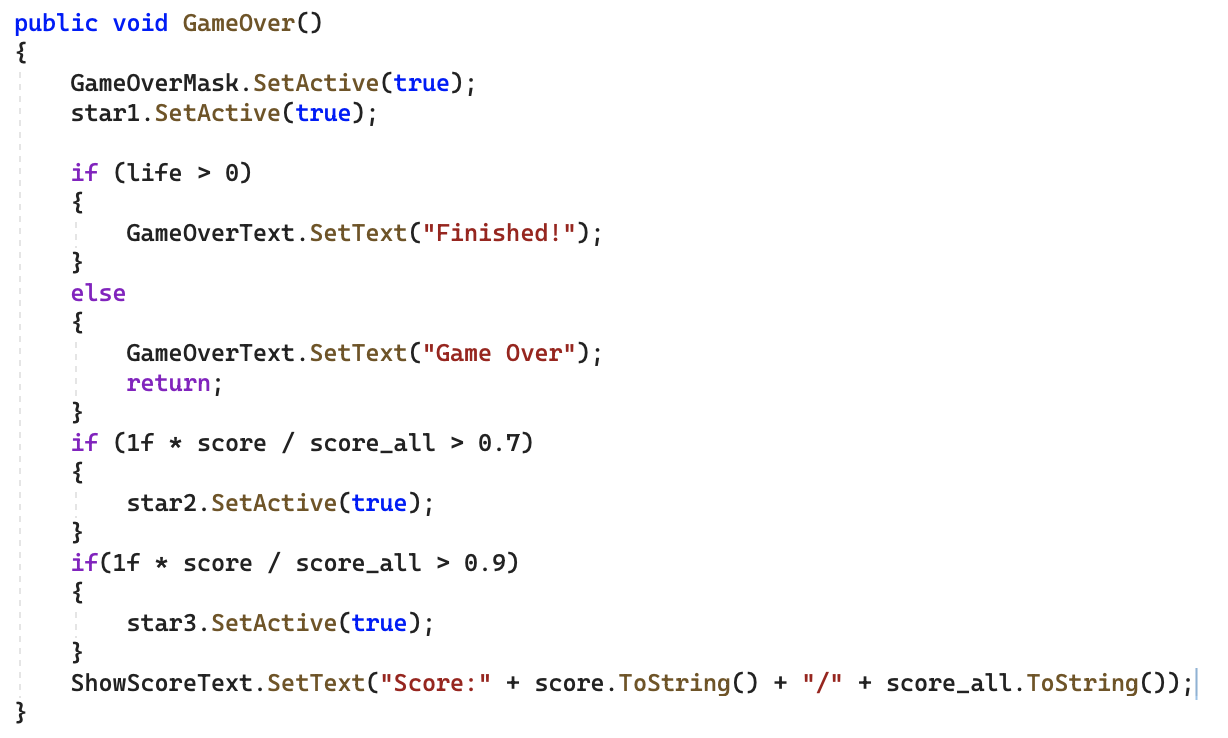 public void GameOver()
{
    GameOverMask.SetActive(true);
    star1.SetActive(true);

    if (life > 0)
    {
        GameOverText.SetText("Finished!");
    }
    else
    {
        GameOverText.SetText("Game Over");
        return;
    }
    if (1f * score / score_all > 0.7)
    {
        star2.SetActive(true);
    }
    if(1f * score / score_all > 0.9)
    {
        star3.SetActive(true);
    }
    ShowScoreText.SetText("Score:" + score.ToString() + "/" + score_all.ToString());
}